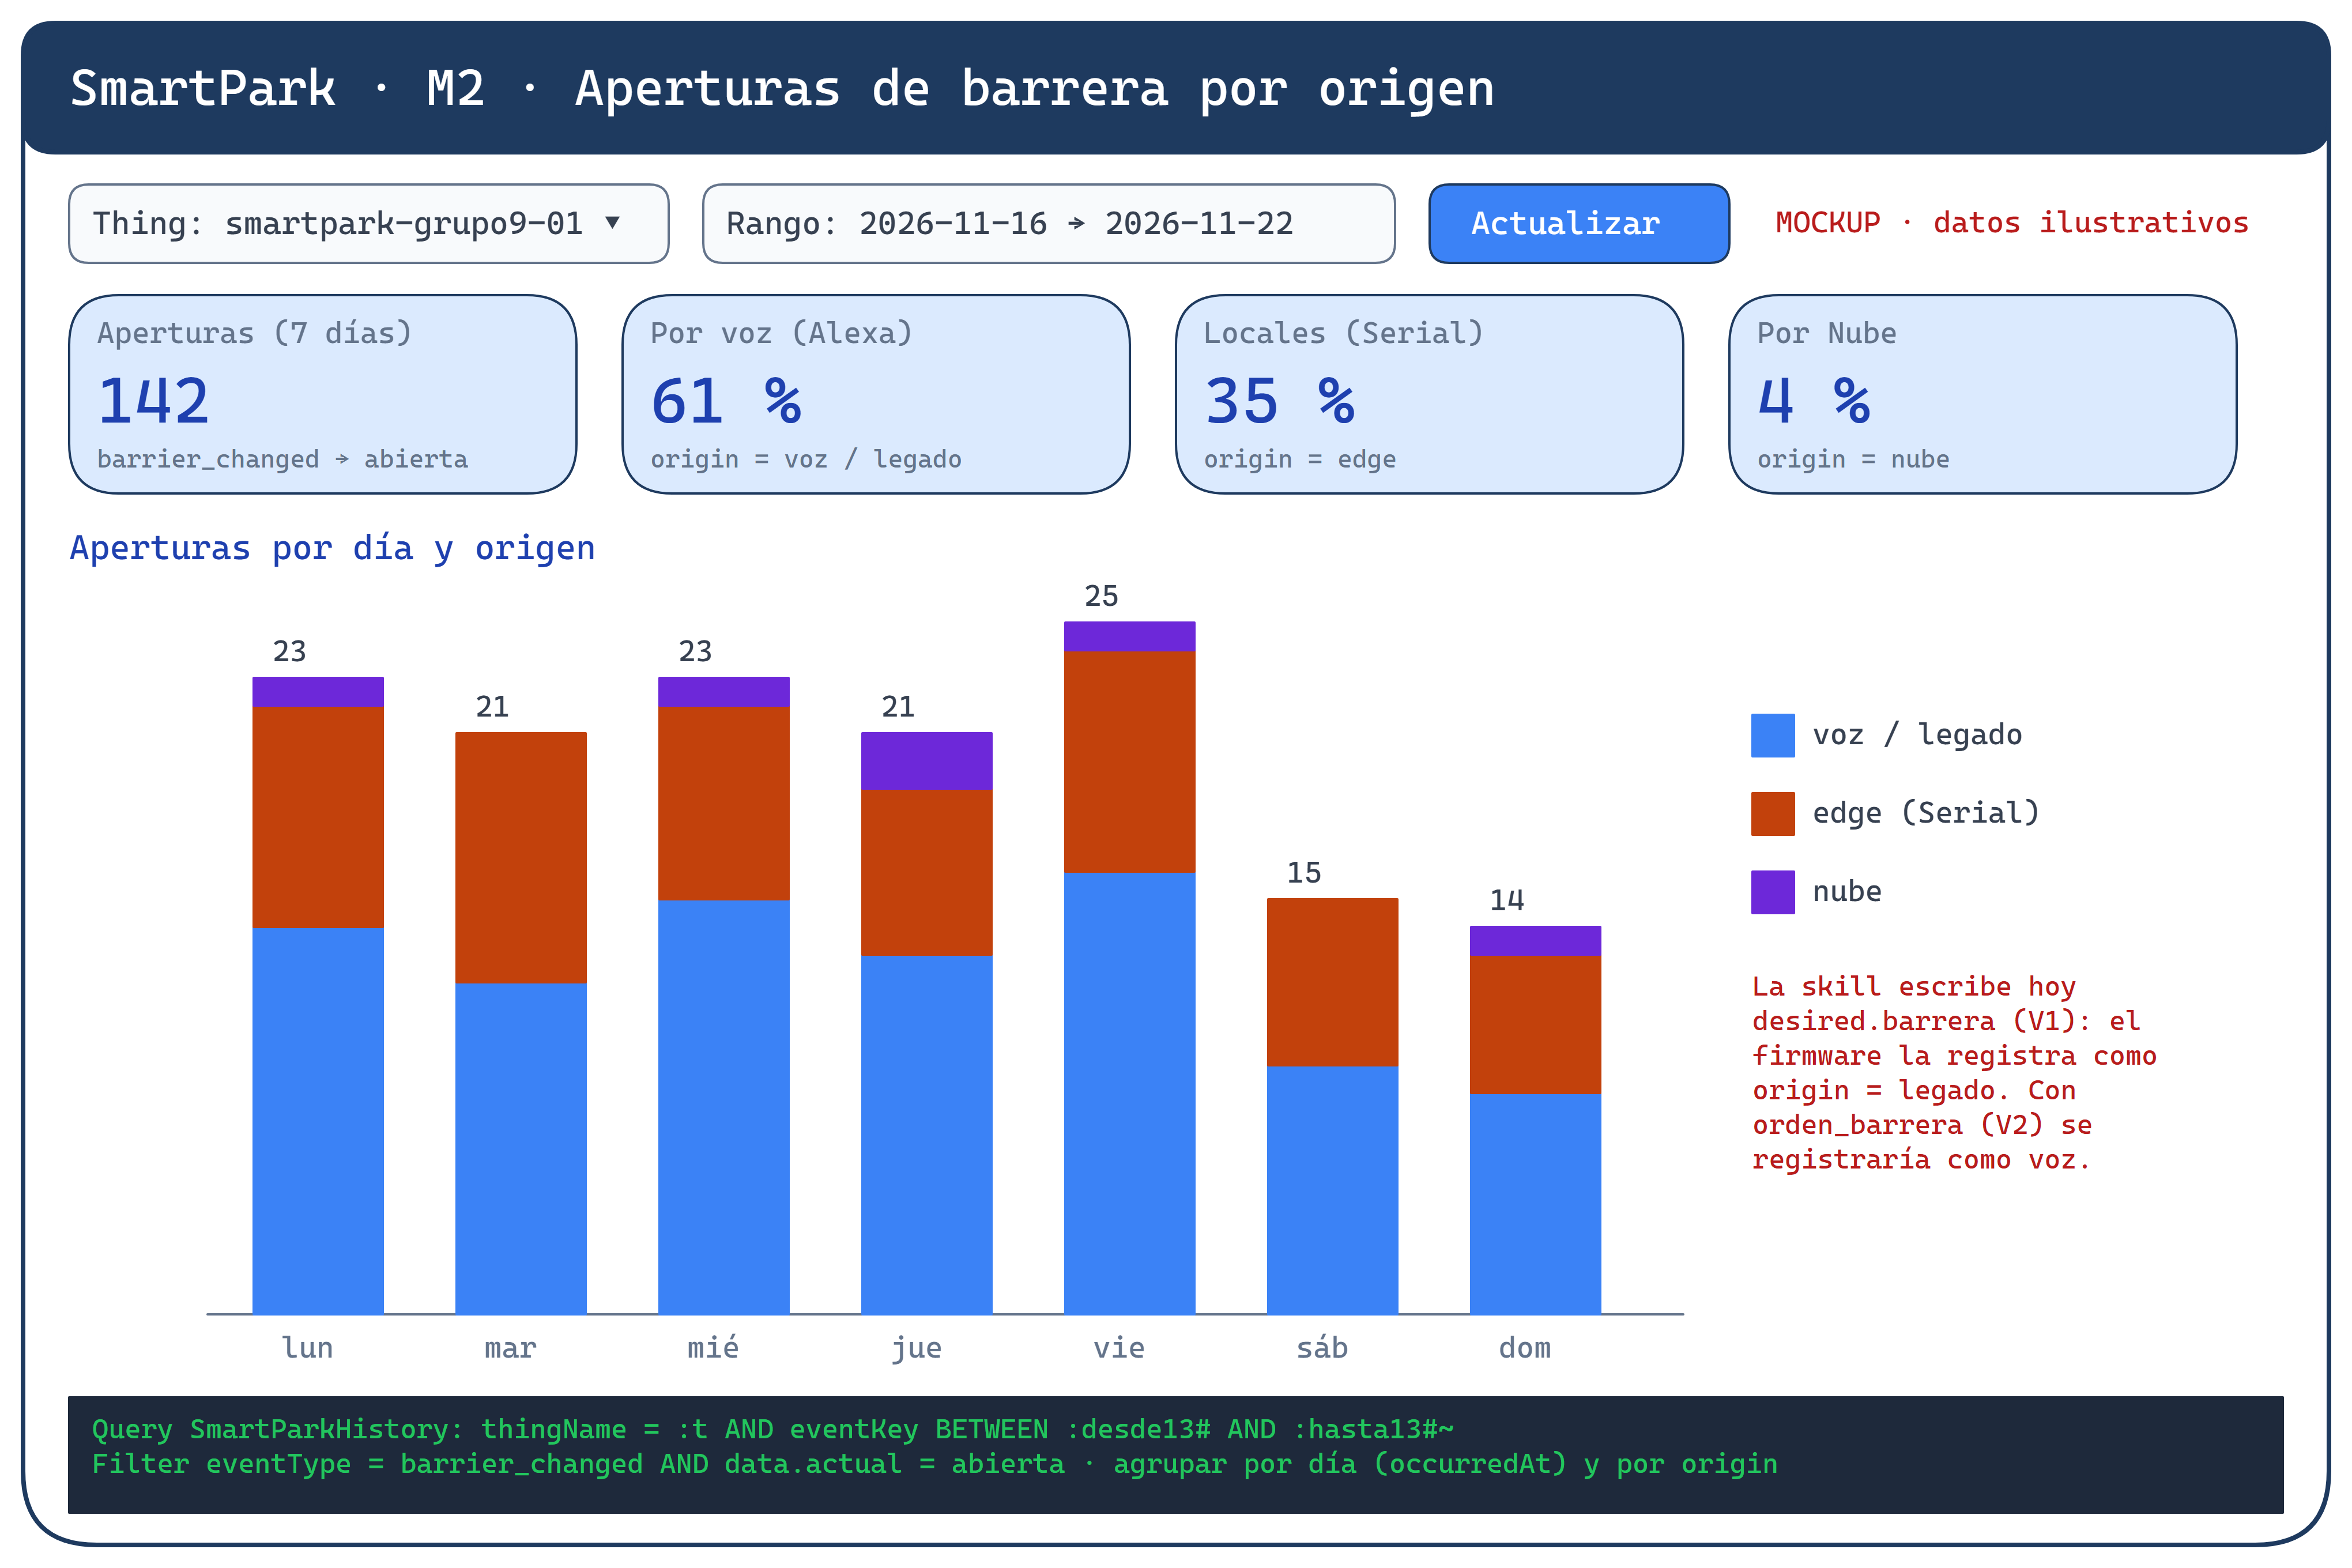 SmartPark · M2 · Aperturas de barrera por origen
Thing: smartpark-grupo9-01 ▼
Rango: 2026-11-16 → 2026-11-22
Actualizar
MOCKUP · datos ilustrativos
Aperturas (7 días)
142
barrier_changed → abierta
Por voz (Alexa)
61 %
origin = voz / legado
Locales (Serial)
35 %
origin = edge
Por Nube
4 %
origin = nube
Aperturas por día y origen
23
21
23
21
25
15
14
lun
mar
mié
jue
vie
sáb
dom
voz / legado
edge (Serial)
nube
La skill escribe hoy
desired.barrera (V1): el
firmware la registra como
origin = legado. Con
orden_barrera (V2) se
registraría como voz.
Query SmartParkHistory: thingName = :t AND eventKey BETWEEN :desde13# AND :hasta13#~
Filter eventType = barrier_changed AND data.actual = abierta · agrupar por día (occurredAt) y por origin